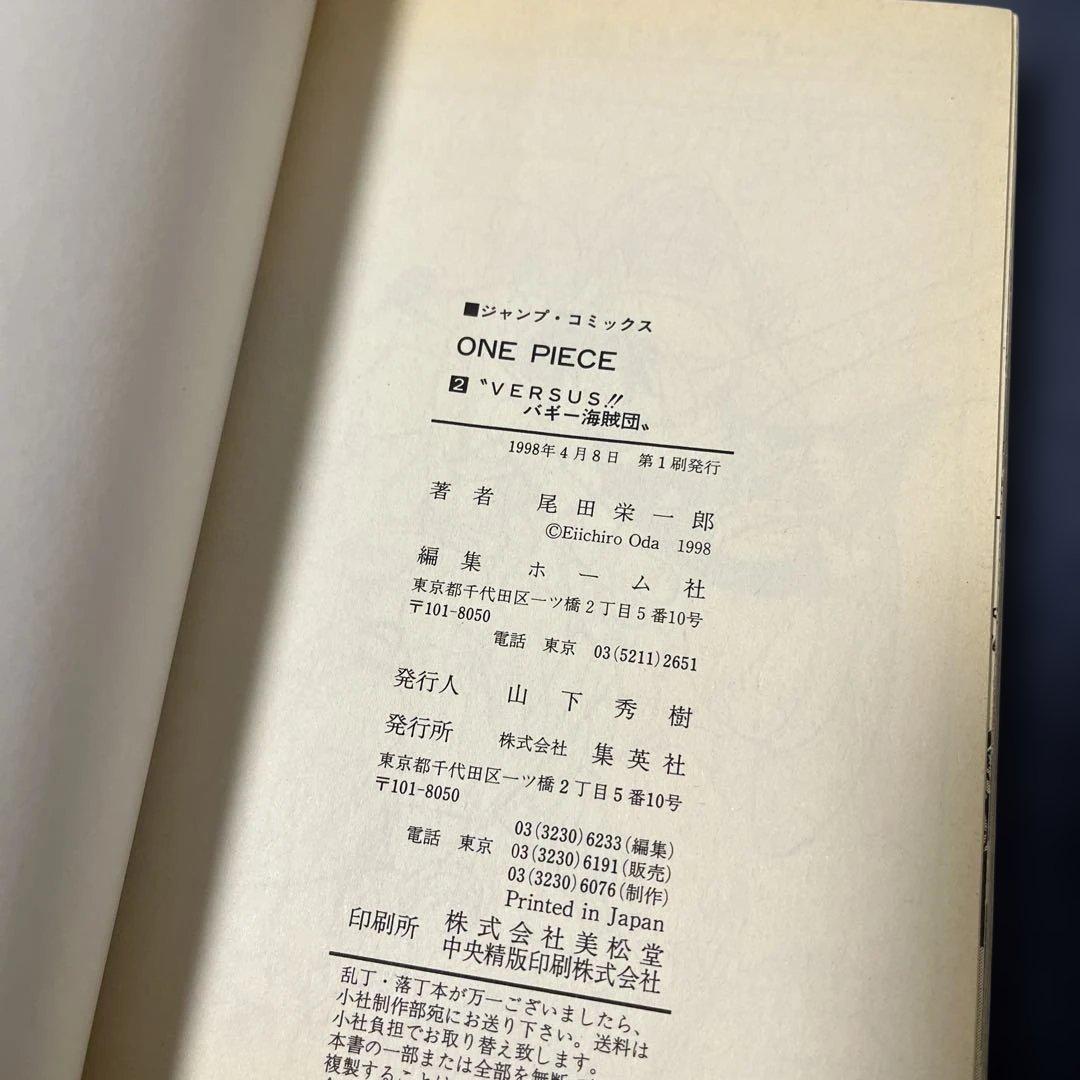 ■ジャンプ・コミックス
ONE PIECE
2 〝VERSUS!!
バギー海賊団〟
1998年4月8日 第1刷発行
著者 尾田栄一郎
©Eiichiro Oda 1998
編集 ホーム社
東京都千代田区一ツ橋2丁目5番10号
〒101-8050
電話 東京 03(5211)2651
発行人 山下秀樹
発行所 株式会社 集英社
東京都千代田区一ツ橋2丁目5番10号
〒101-8050
03(3230)6233(編集)
電話 東京 03(3230)6191(販売)
03(3230)6076(制作)
Printed in Japan
印刷所 株式会社美松堂
中央精版印刷株式会社
乱丁・落丁本が万一ございましたら、
小社制作部宛にお送り下さい。送料は
小社負担でお取り替え致します。
本書の一部または全部を無断
複製することは